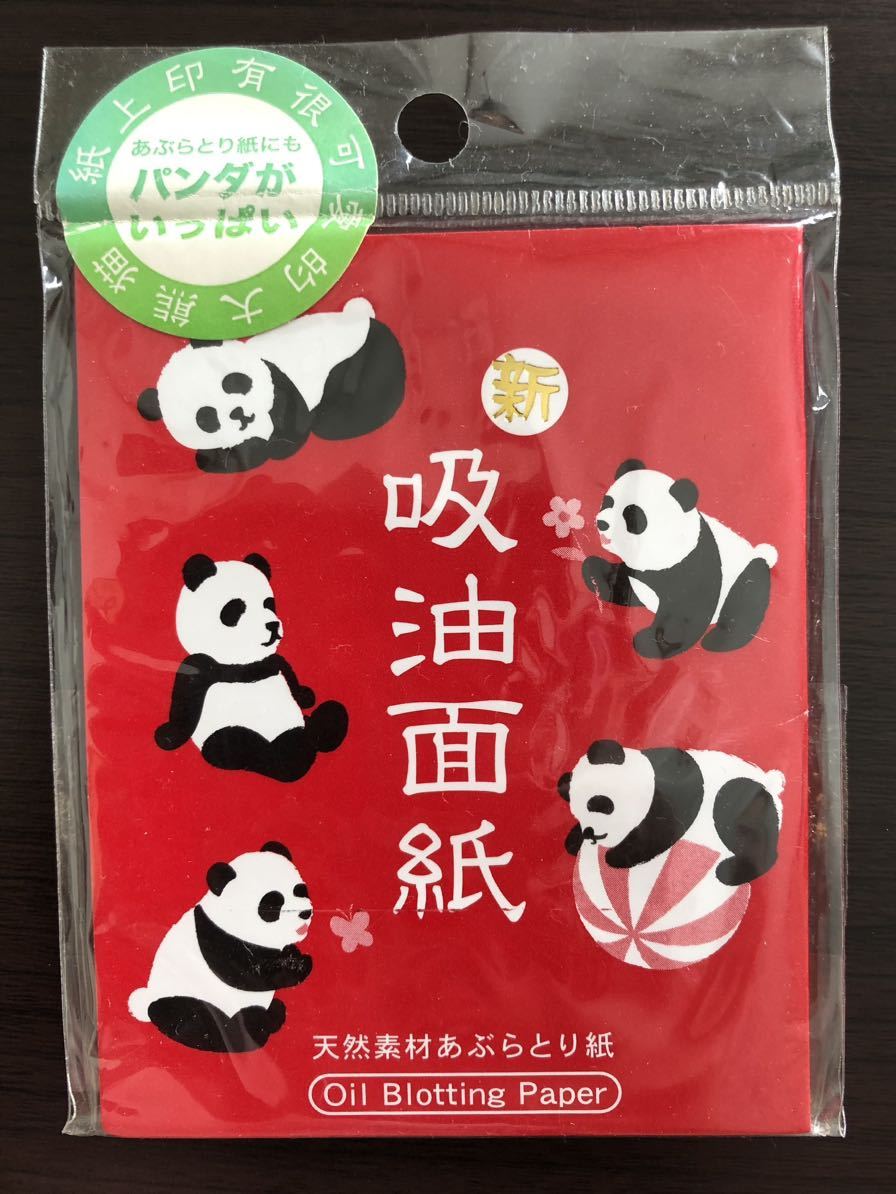 紙上印有很可愛的大熊猫
あぶらとり紙にも
パンダが
いっぱい
新
吸油面紙
天然素材あぶらとり紙
Oil Blotting Paper